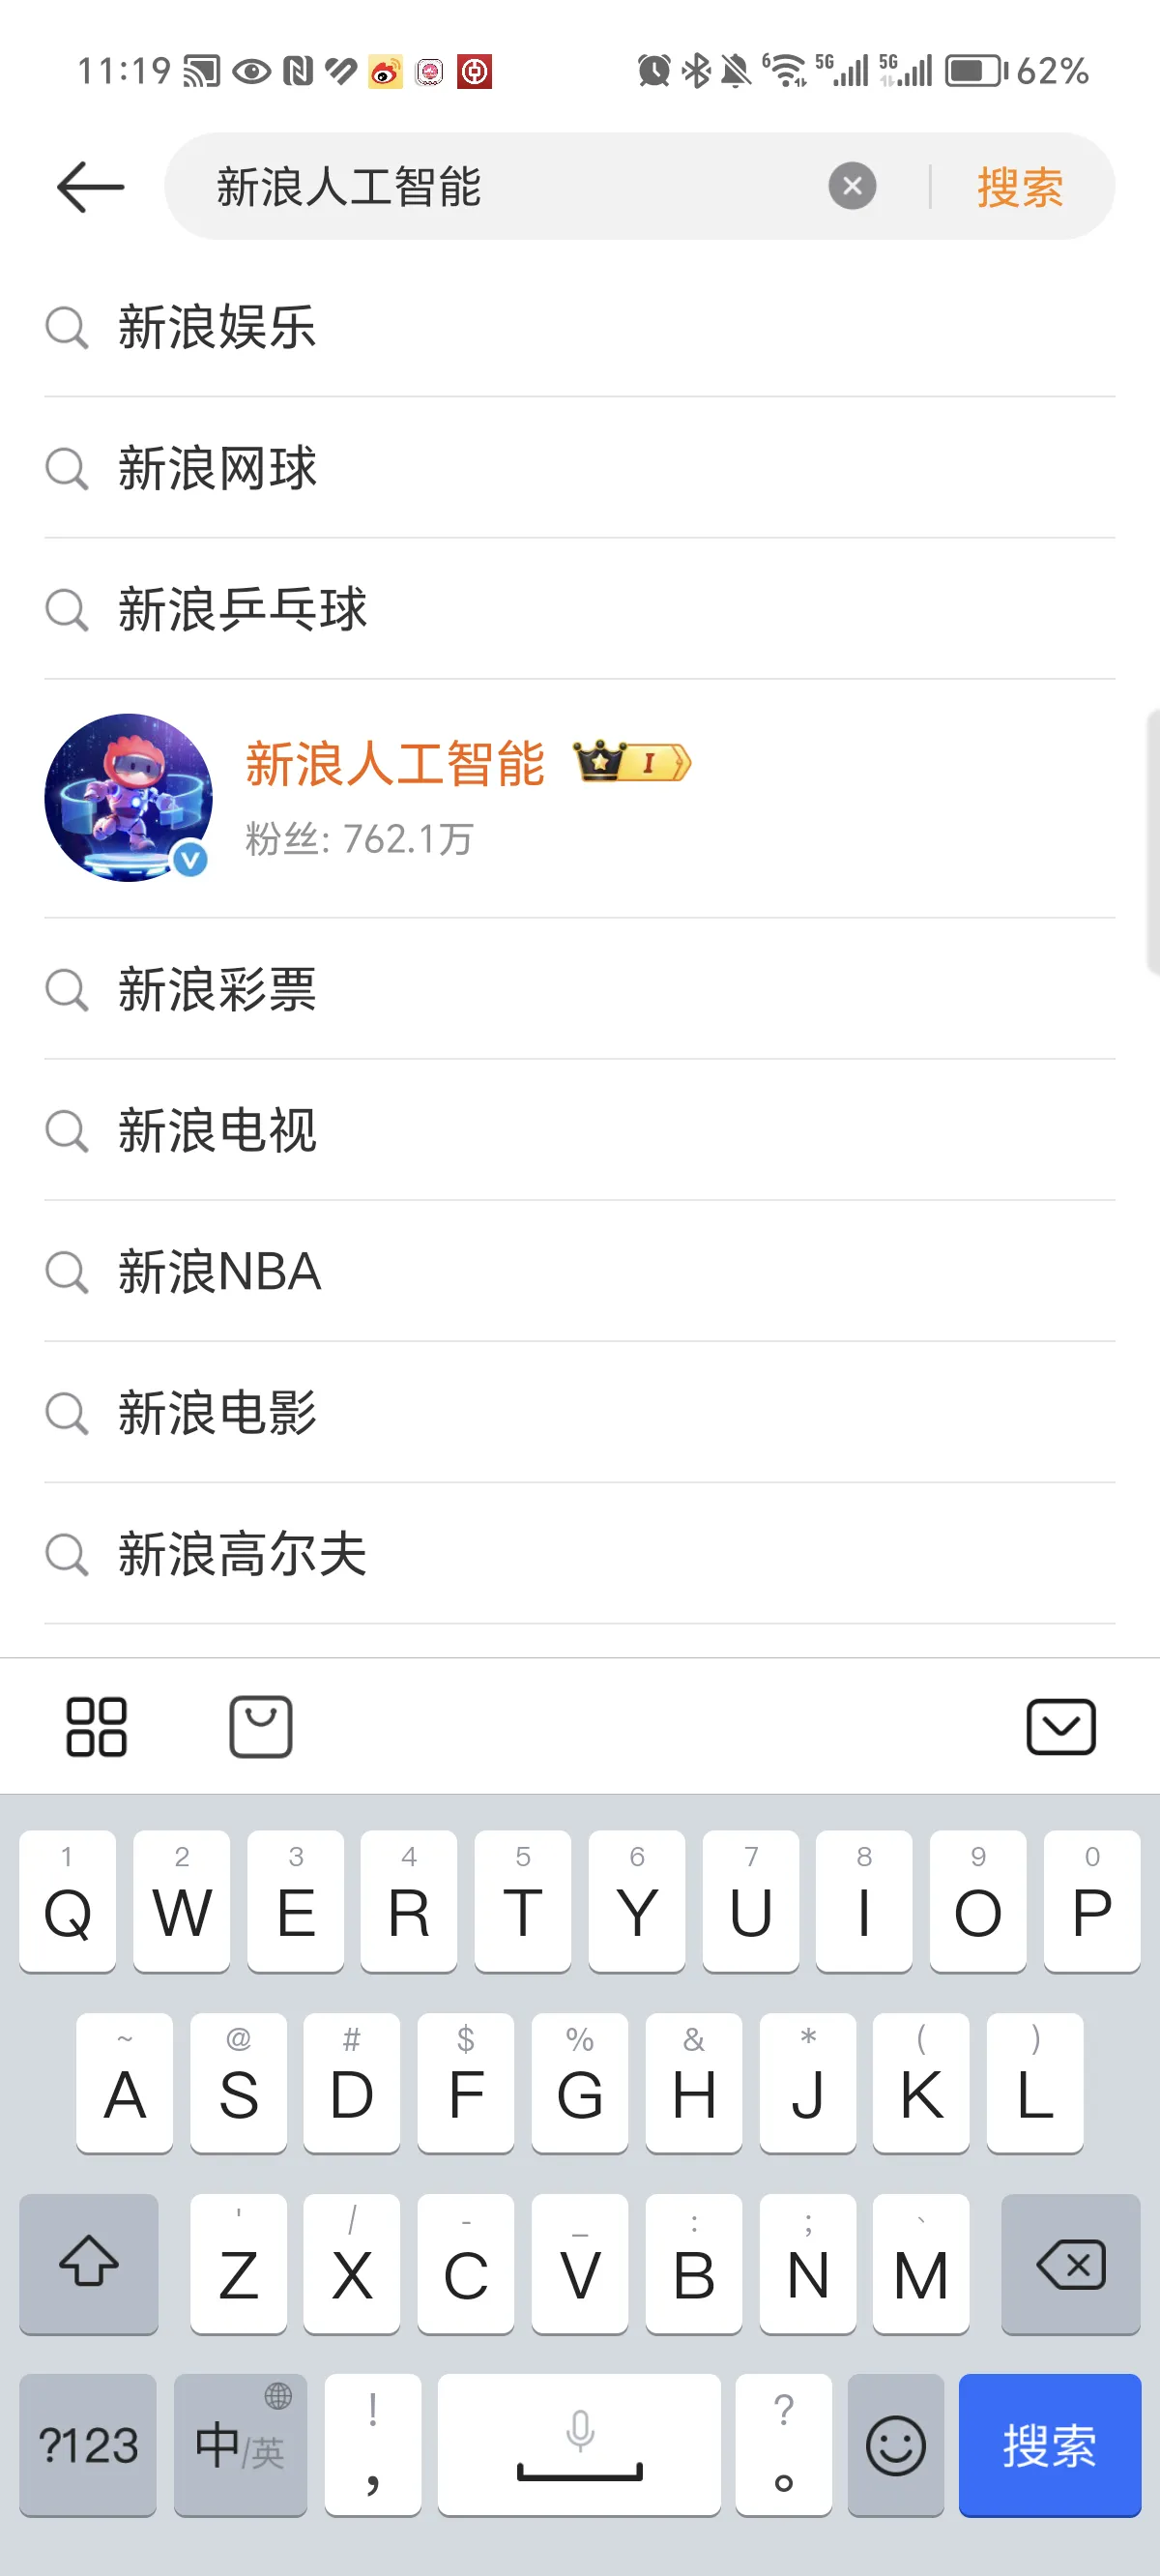 11:19 6 5G 5G 62%
新浪人工智能 搜索
新浪娱乐
新浪网球
新浪乒乓球
新浪人工智能 I
粉丝: 762.1万
V
新浪彩票
新浪电视
新浪NBA
新浪电影
新浪高尔夫
1 2 3 4 5 6 7 8 9 0
Q W E R T Y U I O P
~ @ # $ % & * ( )
A S D F G H J K L
' / - _ : ; 、
Z X C V B N M
! ?
?123 中/英 , 。 搜索